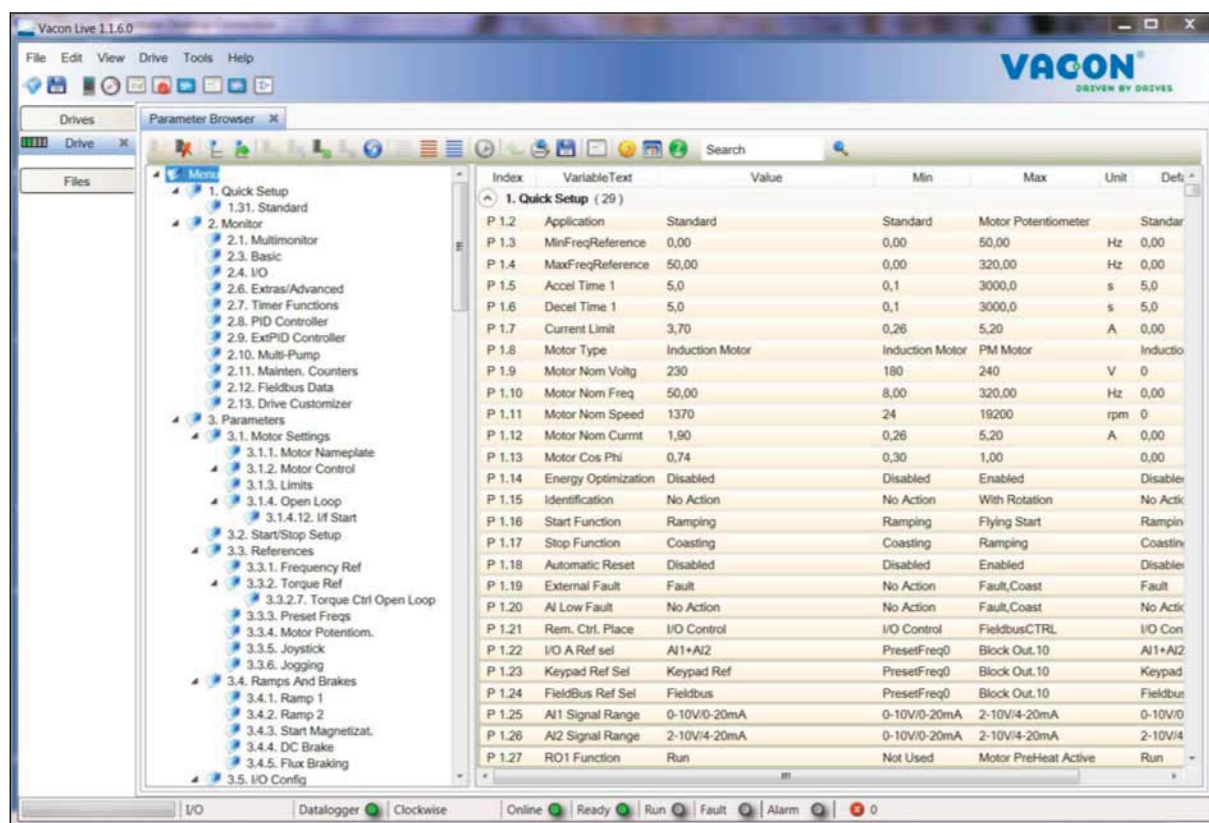 Vacon Live 1.1.6.0
File Edit View Drive Tools Help
VACON®
DRIVEN BY DRIVES
Drives
Drive
Files
Parameter Browser
Search
Menu
1. Quick Setup
1.31. Standard
2. Monitor
2.1. Multimonitor
2.3. Basic
2.4. I/O
2.6. Extras/Advanced
2.7. Timer Functions
2.8. PID Controller
2.9. ExtPID Controller
2.10. Multi-Pump
2.11. Mainten. Counters
2.12. Fieldbus Data
2.13. Drive Customizer
3. Parameters
3.1. Motor Settings
3.1.1. Motor Nameplate
3.1.2. Motor Control
3.1.3. Limits
3.1.4. Open Loop
3.1.4.12. I/f Start
3.2. Start/Stop Setup
3.3. References
3.3.1. Frequency Ref
3.3.2. Torque Ref
3.3.2.7. Torque Ctrl Open Loop
3.3.3. Preset Freqs
3.3.4. Motor Potentiom.
3.3.5. Joystick
3.3.6. Jogging
3.4. Ramps And Brakes
3.4.1. Ramp 1
3.4.2. Ramp 2
3.4.3. Start Magnetizat.
3.4.4. DC Brake
3.4.5. Flux Braking
3.5. I/O Config
Index VariableText Value Min Max Unit Defa
1. Quick Setup (29)
P 1.2 Application Standard Standard Motor Potentiometer Standar
P 1.3 MinFreqReference 0,00 0,00 50,00 Hz 0,00
P 1.4 MaxFreqReference 50,00 0,00 320,00 Hz 0,00
P 1.5 Accel Time 1 5,0 0,1 3000,0 s 5,0
P 1.6 Decel Time 1 5,0 0,1 3000,0 s 5,0
P 1.7 Current Limit 3,70 0,26 5,20 A 0,00
P 1.8 Motor Type Induction Motor Induction Motor PM Motor Inductio
P 1.9 Motor Nom Voltg 230 180 240 V 0
P 1.10 Motor Nom Freq 50,00 8,00 320,00 Hz 0,00
P 1.11 Motor Nom Speed 1370 24 19200 rpm 0
P 1.12 Motor Nom Currnt 1,90 0,26 5,20 A 0,00
P 1.13 Motor Cos Phi 0,74 0,30 1,00 0,00
P 1.14 Energy Optimization Disabled Disabled Enabled Disable
P 1.15 Identification No Action No Action With Rotation No Actic
P 1.16 Start Function Ramping Ramping Flying Start Rampin
P 1.17 Stop Function Coasting Coasting Ramping Coastin
P 1.18 Automatic Reset Disabled Disabled Enabled Disable
P 1.19 External Fault Fault No Action Fault,Coast Fault
P 1.20 AI Low Fault No Action No Action Fault,Coast No Actic
P 1.21 Rem. Ctrl. Place I/O Control I/O Control FieldbusCTRL I/O Con
P 1.22 I/O A Ref sel AI1+AI2 PresetFreq0 Block Out.10 AI1+AI2
P 1.23 Keypad Ref Sel Keypad Ref PresetFreq0 Block Out.10 Keypad
P 1.24 FieldBus Ref Sel Fieldbus PresetFreq0 Block Out.10 Fieldbus
P 1.25 AI1 Signal Range 0-10V/0-20mA 0-10V/0-20mA 2-10V/4-20mA 0-10V/0
P 1.26 AI2 Signal Range 2-10V/4-20mA 0-10V/0-20mA 2-10V/4-20mA 2-10V/4
P 1.27 RO1 Function Run Not Used Motor PreHeat Active Run
I/O Datalogger Clockwise Online Ready Run Fault Alarm 0